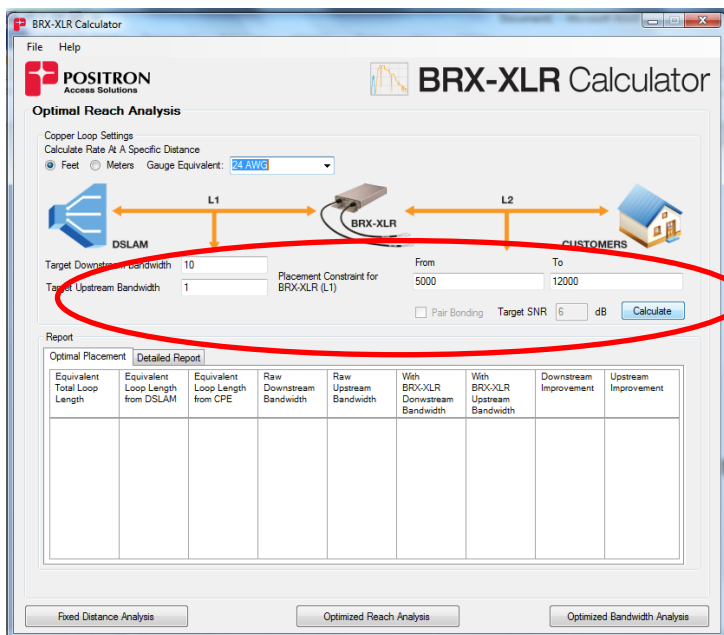 BRX-XLR Calculator
File Help
POSITRON
Access Solutions
BRX-XLR Calculator
Optimal Reach Analysis
Copper Loop Settings
Calculate Rate At A Specific Distance
Feet Meters Gauge Equivalent: 24 AWG
L1 L2
BRX-XLR
DSLAM CUSTOMERS
Target Downstream Bandwidth 10
Target Upstream Bandwidth 1
Placement Constraint for
BRX-XLR (L1)
From To
5000 12000
Pair Bonding Target SNR 6 dB Calculate
Report
Optimal Placement Detailed Report
Equivalent Total Loop Length
Equivalent Loop Length from DSLAM
Equivalent Loop Length from CPE
Raw Downstream Bandwidth
Raw Upstream Bandwidth
With BRX-XLR Donwstream Bandwidth
With BRX-XLR Upstream Bandwidth
Downstream Improvement
Upstream Improvement
Fixed Distance Analysis Optimized Reach Analysis Optimized Bandwidth Analysis